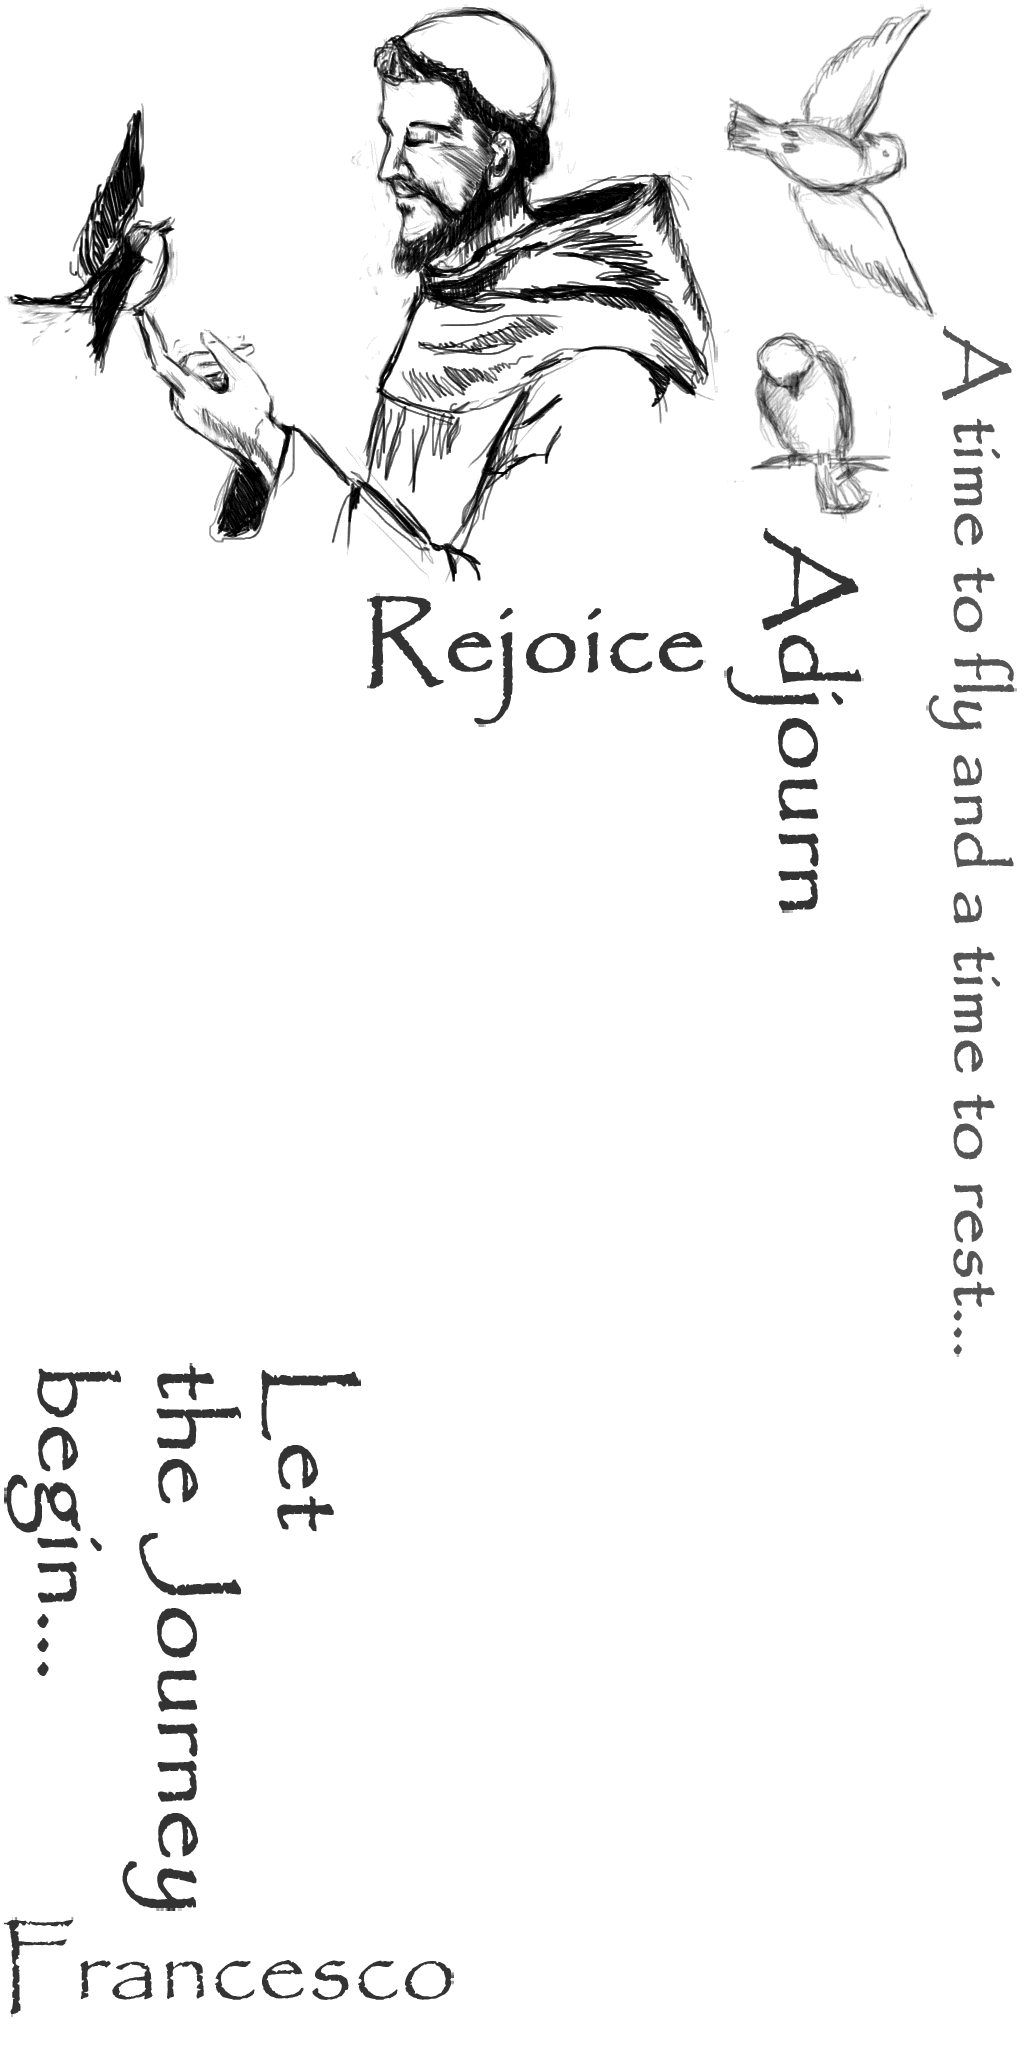 A time to fly and a time to rest...
Rejoice
Adjourn
Let
the Journey
begin...
Francesco